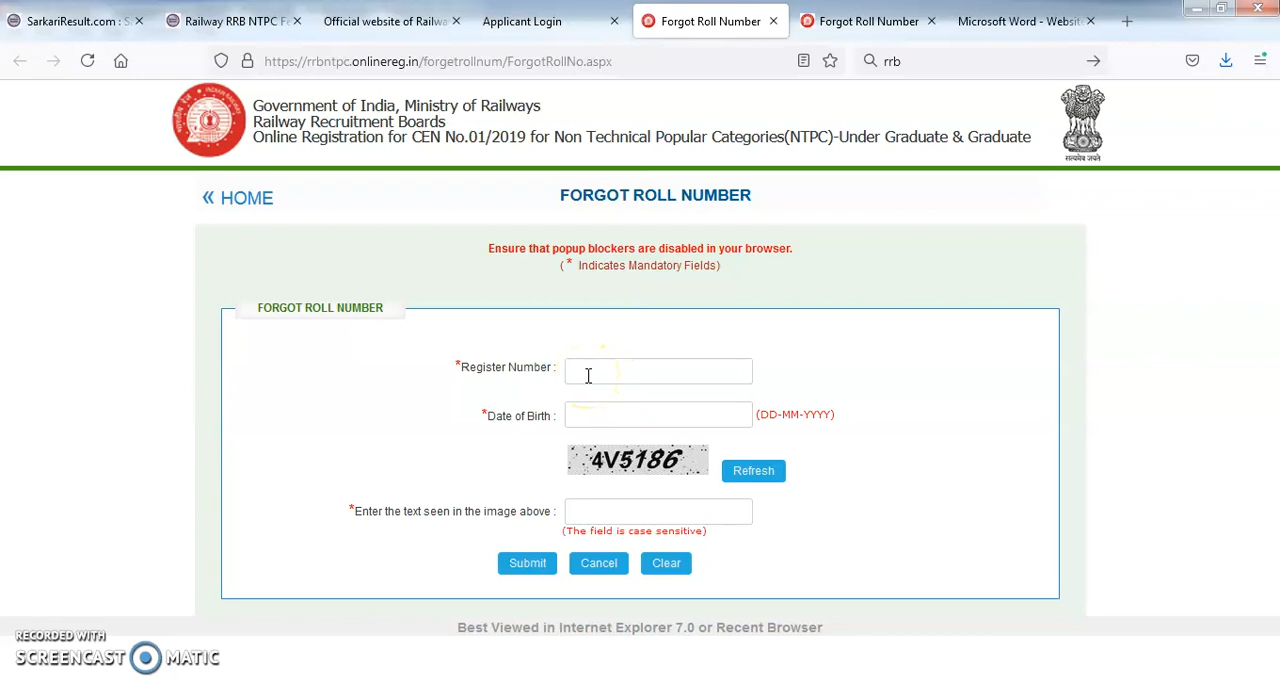 SarkariResult.com : S
Railway RRB NTPC Fe
Official website of Railwa
Applicant Login
Forgot Roll Number
Forgot Roll Number
Microsoft Word - Website
https://rrbntpc.onlinereg.in/forgetrollnum/ForgotRollNo.aspx
rrb
Government of India, Ministry of Railways
Railway Recruitment Boards
Online Registration for CEN No.01/2019 for Non Technical Popular Categories(NTPC)-Under Graduate & Graduate
सत्यमेव जयते
« HOME
FORGOT ROLL NUMBER
Ensure that popup blockers are disabled in your browser.
( * Indicates Mandatory Fields)
FORGOT ROLL NUMBER
*Register Number :
*Date of Birth :
(DD-MM-YYYY)
4V5186
Refresh
*Enter the text seen in the image above :
(The field is case sensitive)
Submit
Cancel
Clear
Best Viewed in Internet Explorer 7.0 or Recent Browser
RECORDED WITH
SCREENCAST MATIC